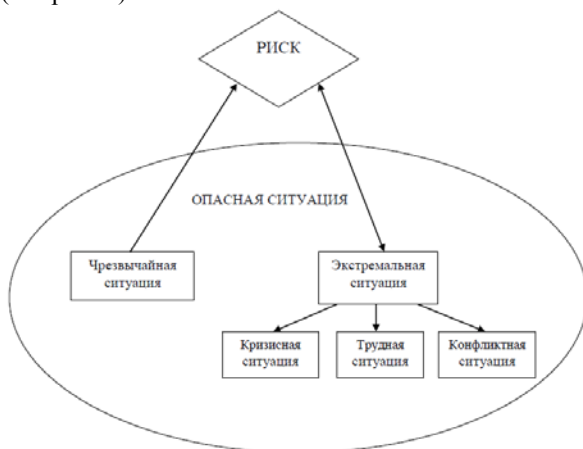 РИСК
ОПАСНАЯ СИТУАЦИЯ
Чрезвычайная
ситуация
Экстремальная
ситуация
Кризисная
ситуация
Трудная
ситуация
Конфликтная
ситуация